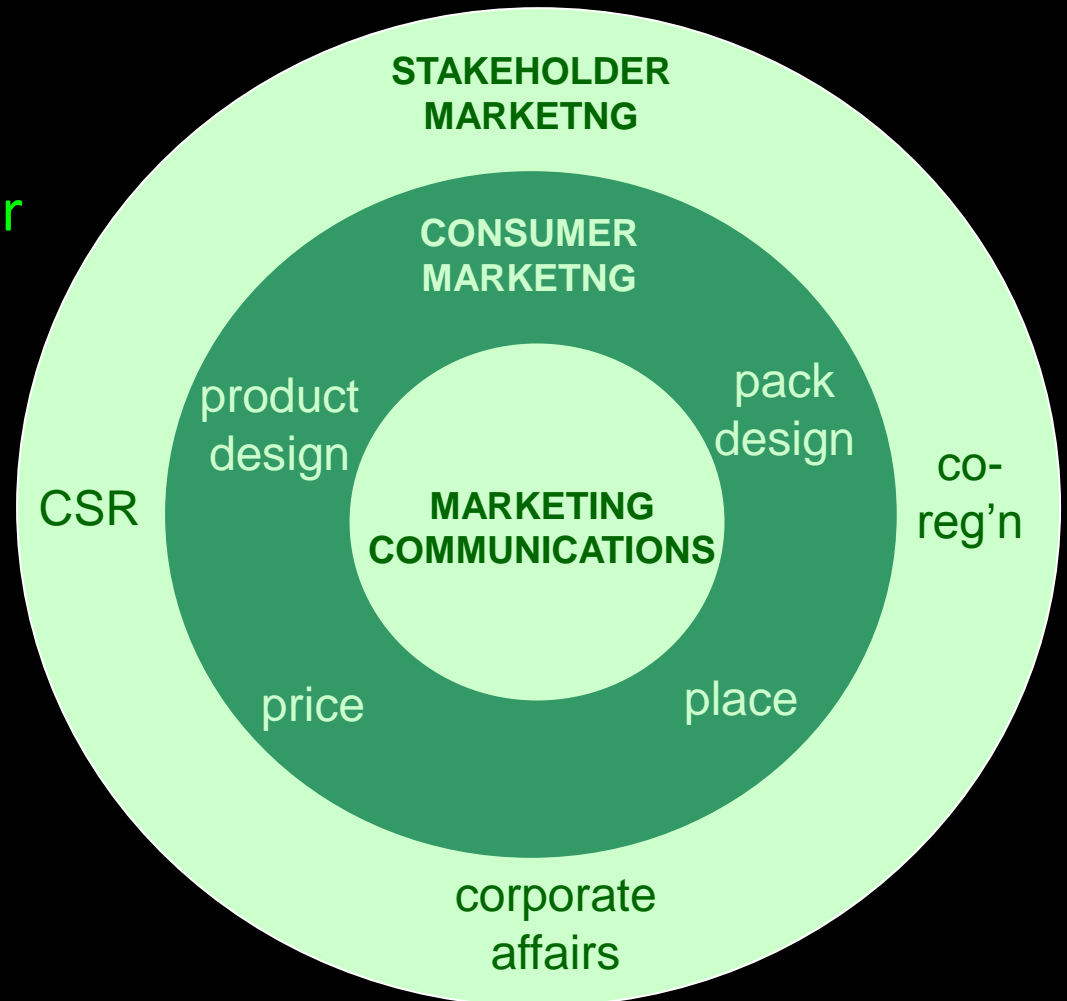 STAKEHOLDER
MARKETNG
r
CONSUMER
MARKETNG
product
design
pack
design
CSR
MARKETING
COMMUNICATIONS
co-
reg’n
price
place
corporate
affairs